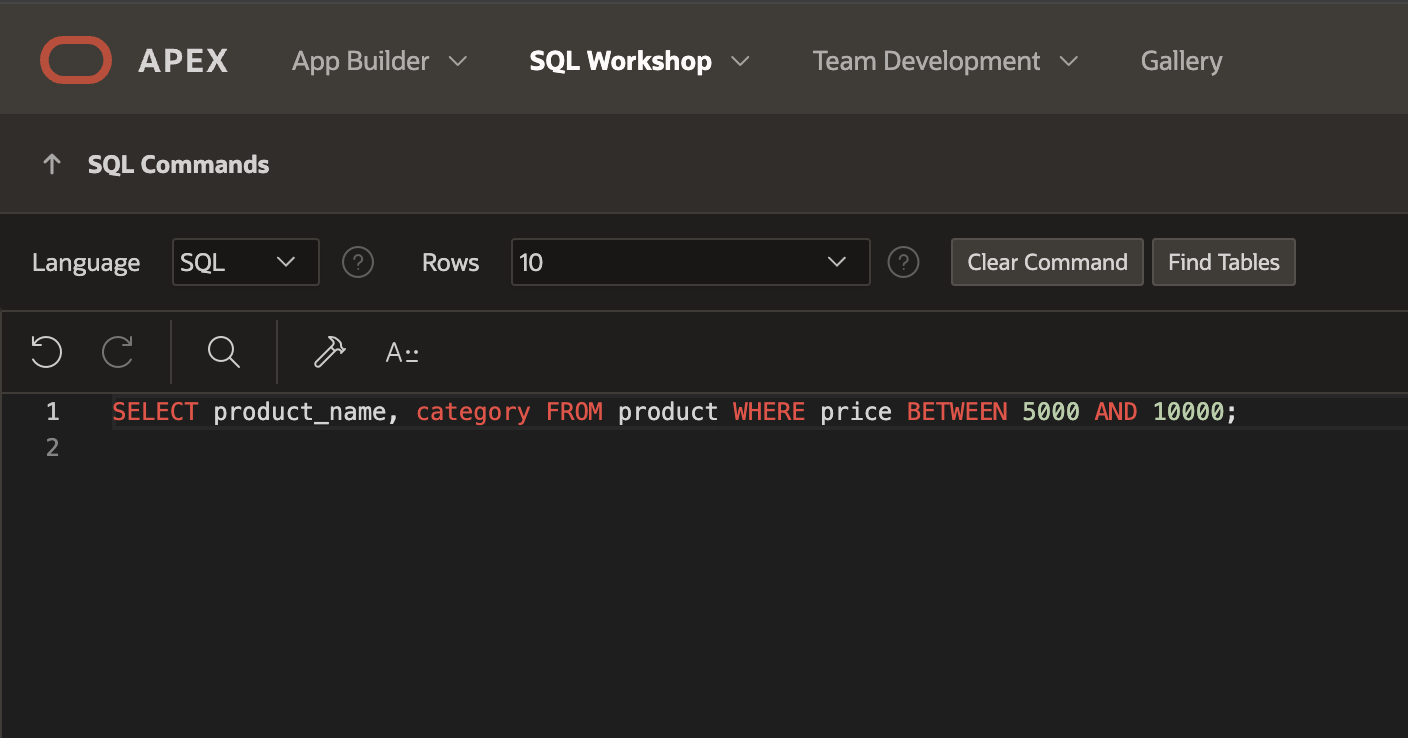 APEX App Builder SQL Workshop Team Development Gallery
SQL Commands
Language SQL ? Rows 10 ? Clear Command Find Tables
A
1 SELECT product_name, category FROM product WHERE price BETWEEN 5000 AND 10000;
2